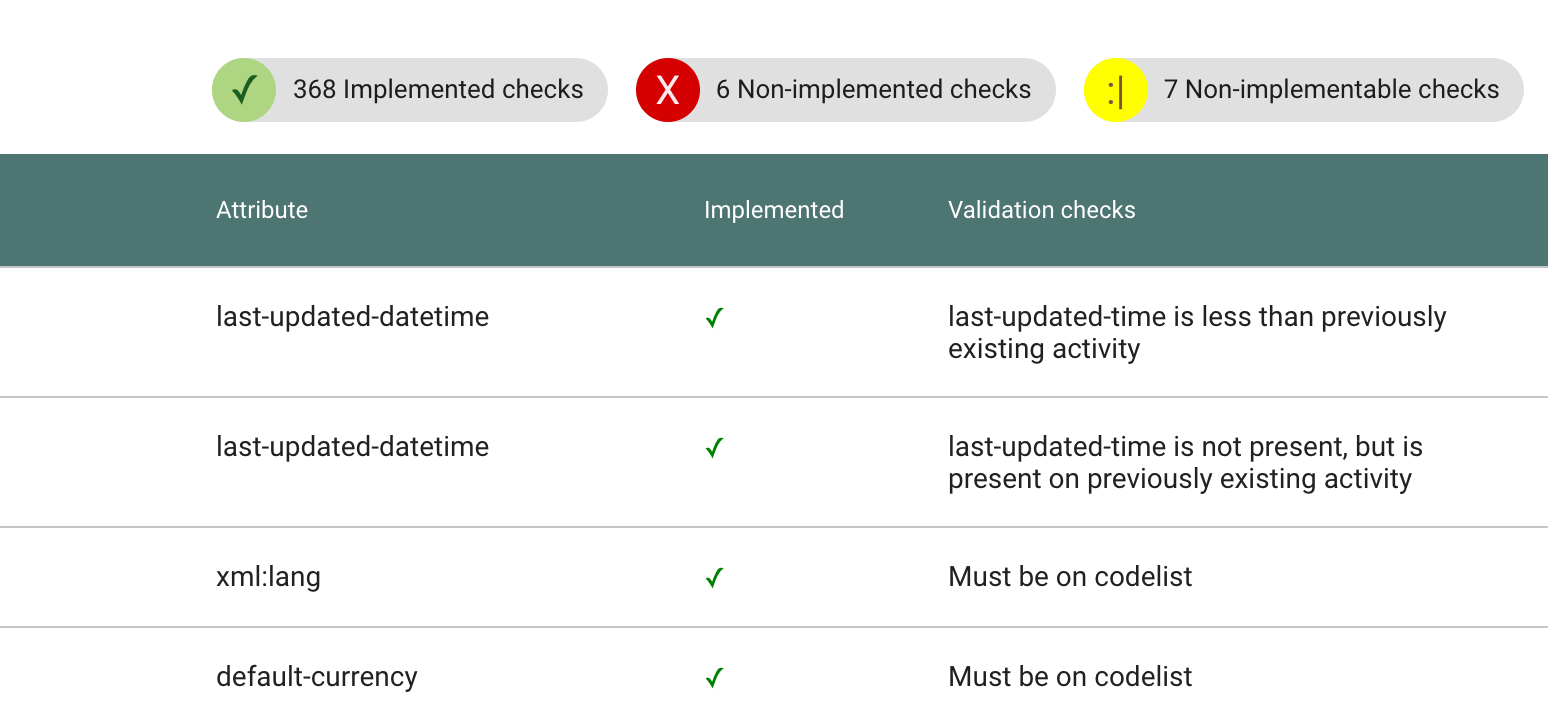 ✓ 368 Implemented checks X 6 Non-implemented checks :| 7 Non-implementable checks
Attribute Implemented Validation checks
last-updated-datetime ✓ last-updated-time is less than previously
existing activity
last-updated-datetime ✓ last-updated-time is not present, but is
present on previously existing activity
xml:lang ✓ Must be on codelist
default-currency ✓ Must be on codelist